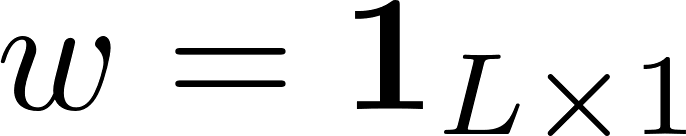 w = 𝟏_{L×1}